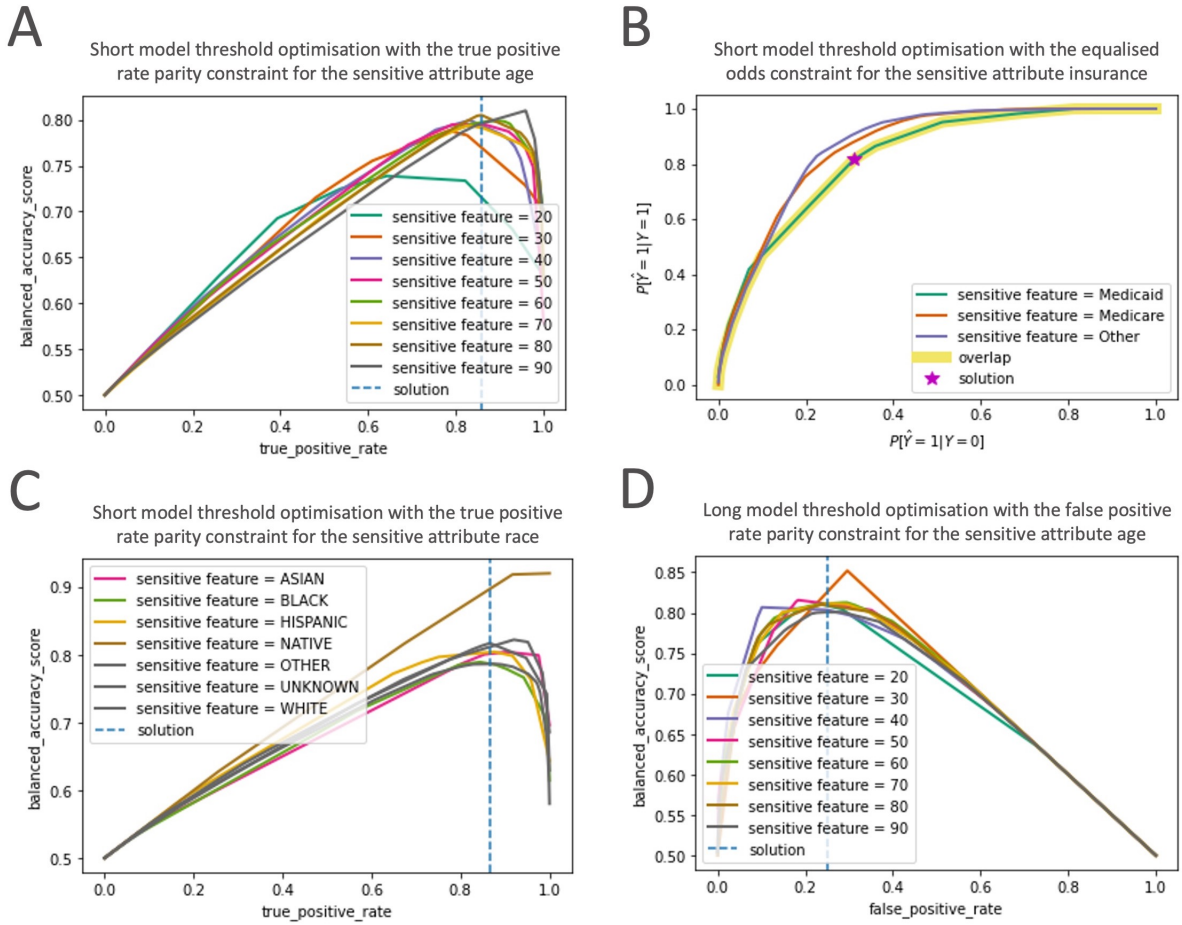 A
Short model threshold optimisation with the true positive
rate parity constraint for the sensitive attribute age
balanced_accuracy_score
0.80
0.75
0.70
0.65
0.60
0.55
0.50
sensitive feature = 20
sensitive feature = 30
sensitive feature = 40
sensitive feature = 50
sensitive feature = 60
sensitive feature = 70
sensitive feature = 80
sensitive feature = 90
solution
0.0 0.2 0.4 0.6 0.8 1.0
true_positive_rate
B
Short model threshold optimisation with the equalised
odds constraint for the sensitive attribute insurance
P[Ŷ = 1|Y = 1]
1.0
0.8
0.6
0.4
0.2
0.0
sensitive feature = Medicaid
sensitive feature = Medicare
sensitive feature = Other
overlap
solution
0.0 0.2 0.4 0.6 0.8 1.0
P[Ŷ = 1|Y = 0]
C
Short model threshold optimisation with the true positive
rate parity constraint for the sensitive attribute race
balanced_accuracy_score
0.9
0.8
0.7
0.6
0.5
sensitive feature = ASIAN
sensitive feature = BLACK
sensitive feature = HISPANIC
sensitive feature = NATIVE
sensitive feature = OTHER
sensitive feature = UNKNOWN
sensitive feature = WHITE
solution
0.0 0.2 0.4 0.6 0.8 1.0
true_positive_rate
D
Long model threshold optimisation with the false positive
rate parity constraint for the sensitive attribute age
balanced_accuracy_score
0.85
0.80
0.75
0.70
0.65
0.60
0.55
0.50
sensitive feature = 20
sensitive feature = 30
sensitive feature = 40
sensitive feature = 50
sensitive feature = 60
sensitive feature = 70
sensitive feature = 80
sensitive feature = 90
solution
0.0 0.2 0.4 0.6 0.8 1.0
false_positive_rate